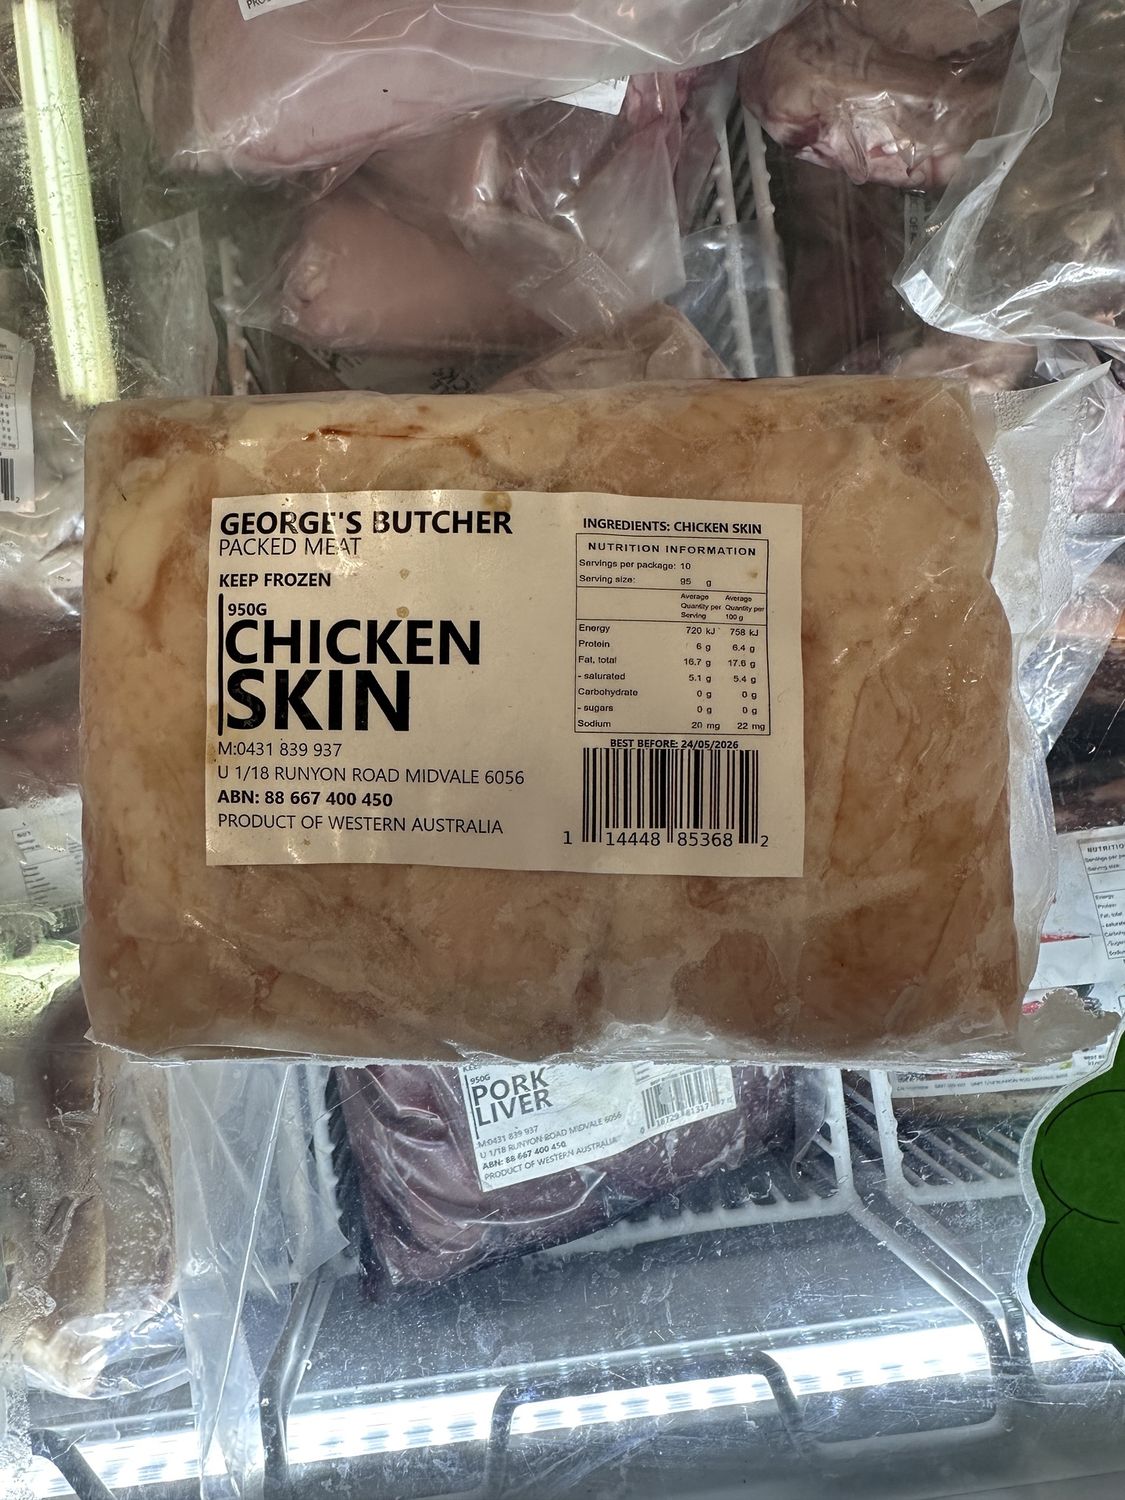 GEORGE'S BUTCHER
PACKED MEAT
KEEP FROZEN
950G
CHICKEN
SKIN
M:0431 839 937
U 1/18 RUNYON ROAD MIDVALE 6056
ABN: 88 667 400 450
PRODUCT OF WESTERN AUSTRALIA
INGREDIENTS: CHICKEN SKIN
NUTRITION INFORMATION
Servings per package: 10
Serving size: 95 g
Average Quantity per Serving Average Quantity per 100 g
Energy 720 kJ 758 kJ
Protein 6 g 6.4 g
Fat, total 16.7 g 17.6 g
- saturated 5.1 g 5.4 g
Carbohydrate 0 g 0 g
- sugars 0 g 0 g
Sodium 20 mg 22 mg
BEST BEFORE: 24/05/2026
1 14448 85368 2
950G
PORK
LIVER
M:0431 839 937
U 1/18 RUNYON ROAD MIDVALE 6056
ABN: 88 667 400 450
PRODUCT OF WESTERN AUSTRALIA